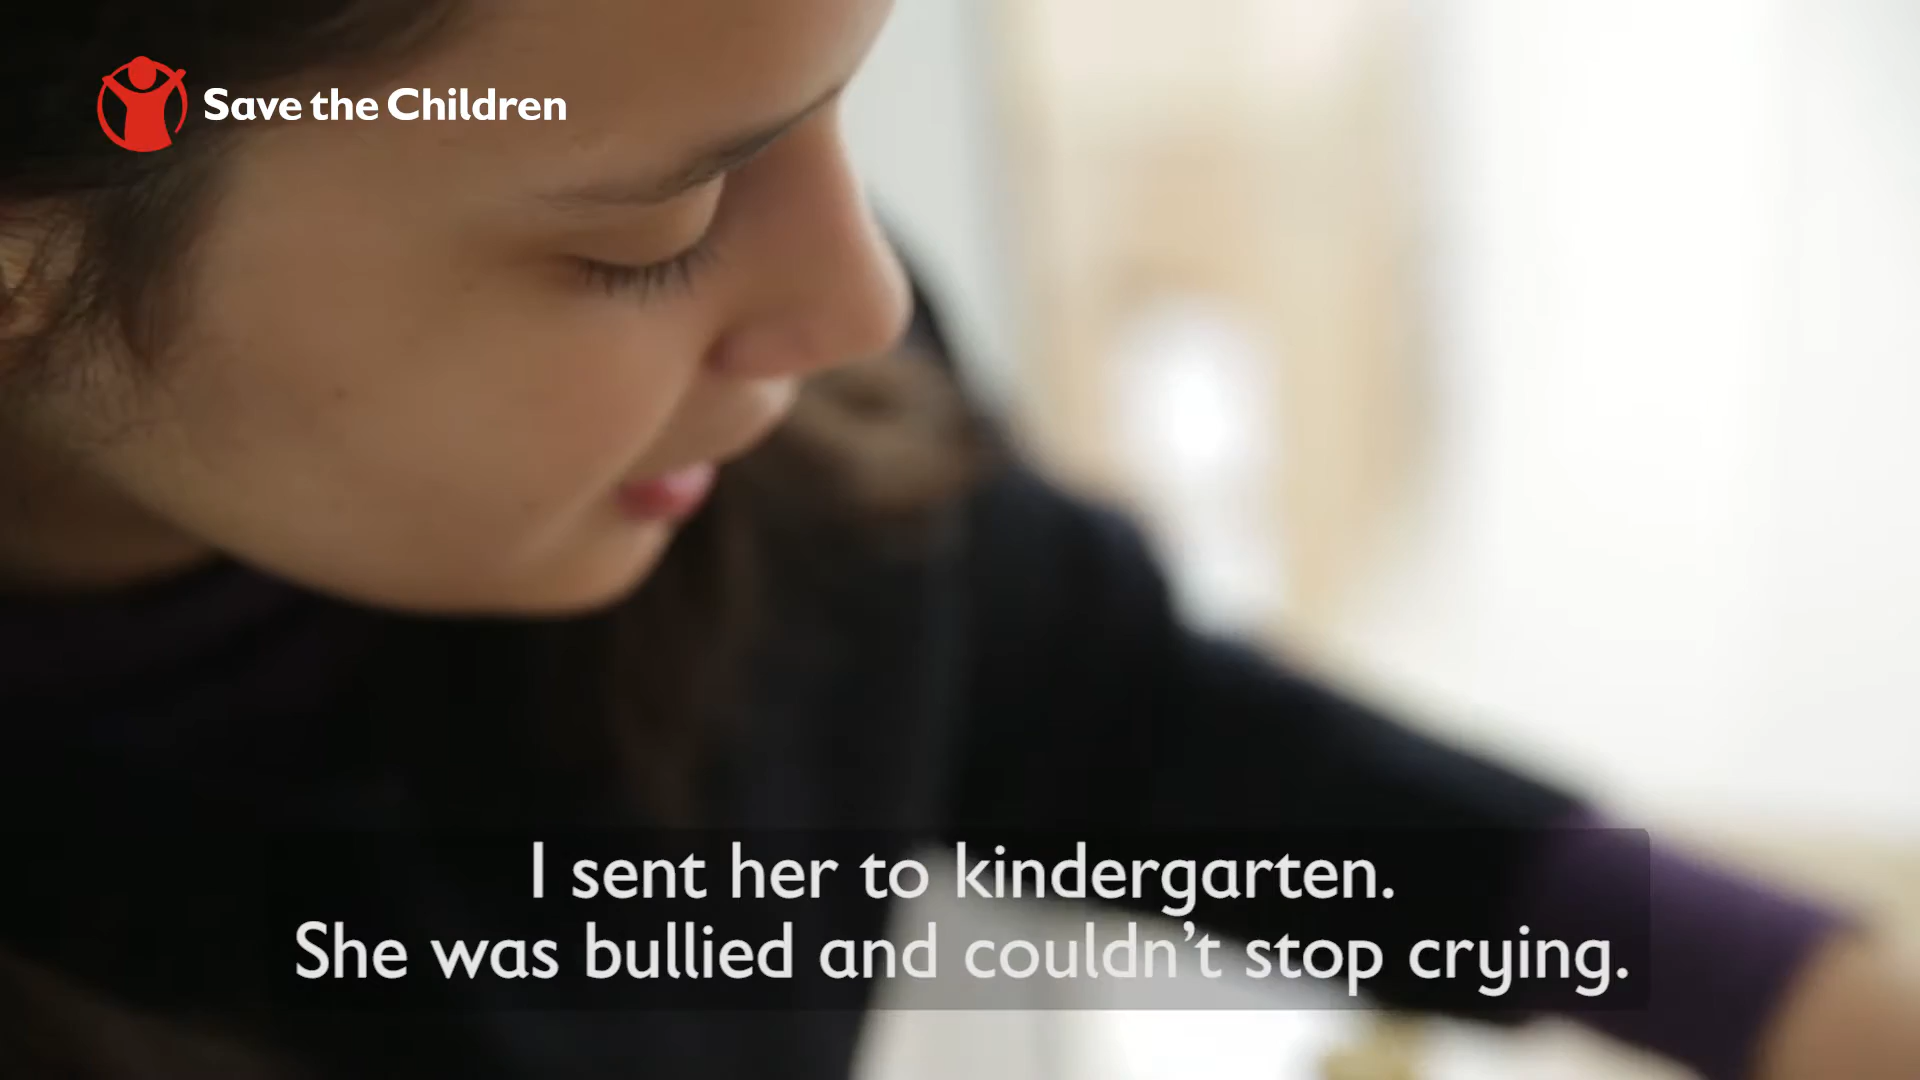 Save the Children
I sent her to kindergarten.
She was bullied and couldn’t stop crying.